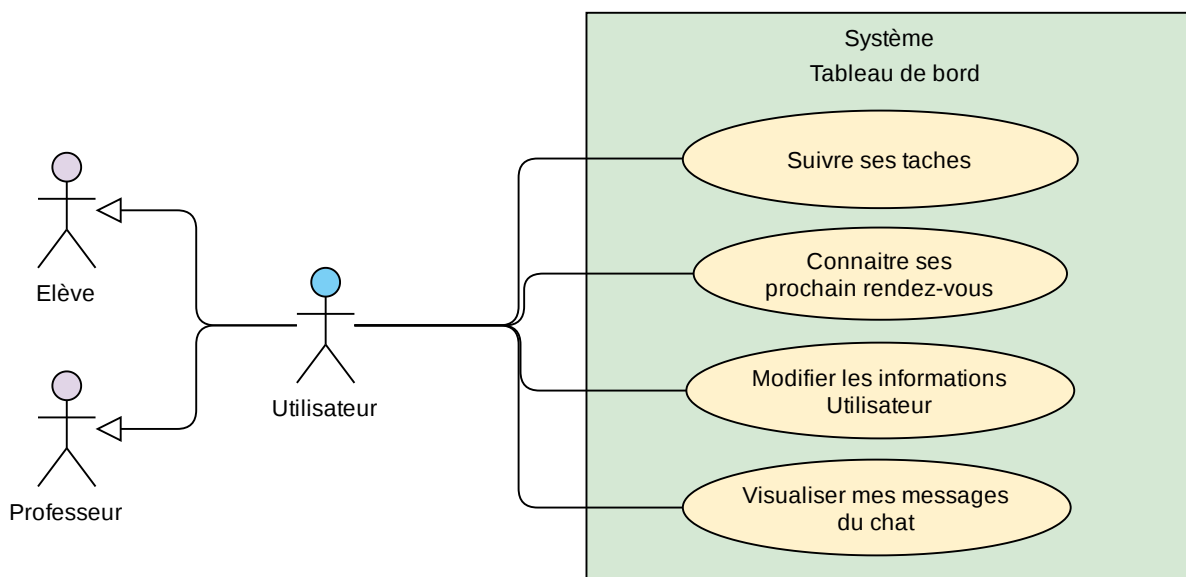 Système
Tableau de bord
Suivre ses taches
Connaitre ses
prochain rendez-vous
Modifier les informations
Utilisateur
Visualiser mes messages
du chat
Elève
Utilisateur
Professeur